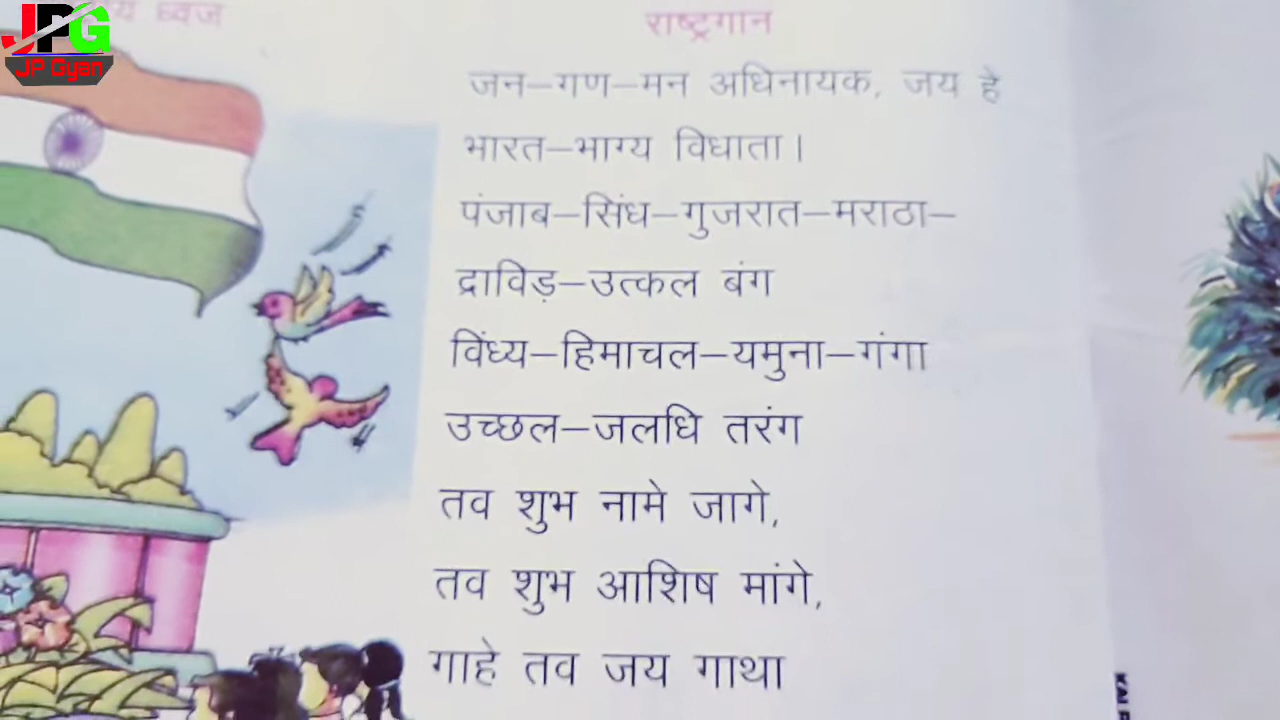 JPG
JP Gyan
ध्वज
राष्ट्रगान
जन–गण–मन अधिनायक, जय हे
भारत–भाग्य विधाता।
पंजाब–सिंध–गुजरात–मराठा–
द्राविड़–उत्कल बंग
विंध्य–हिमाचल–यमुना–गंगा
उच्छल–जलधि तरंग
तव शुभ नामे जागे,
तव शुभ आशिष मांगे,
गाहे तव जय गाथा